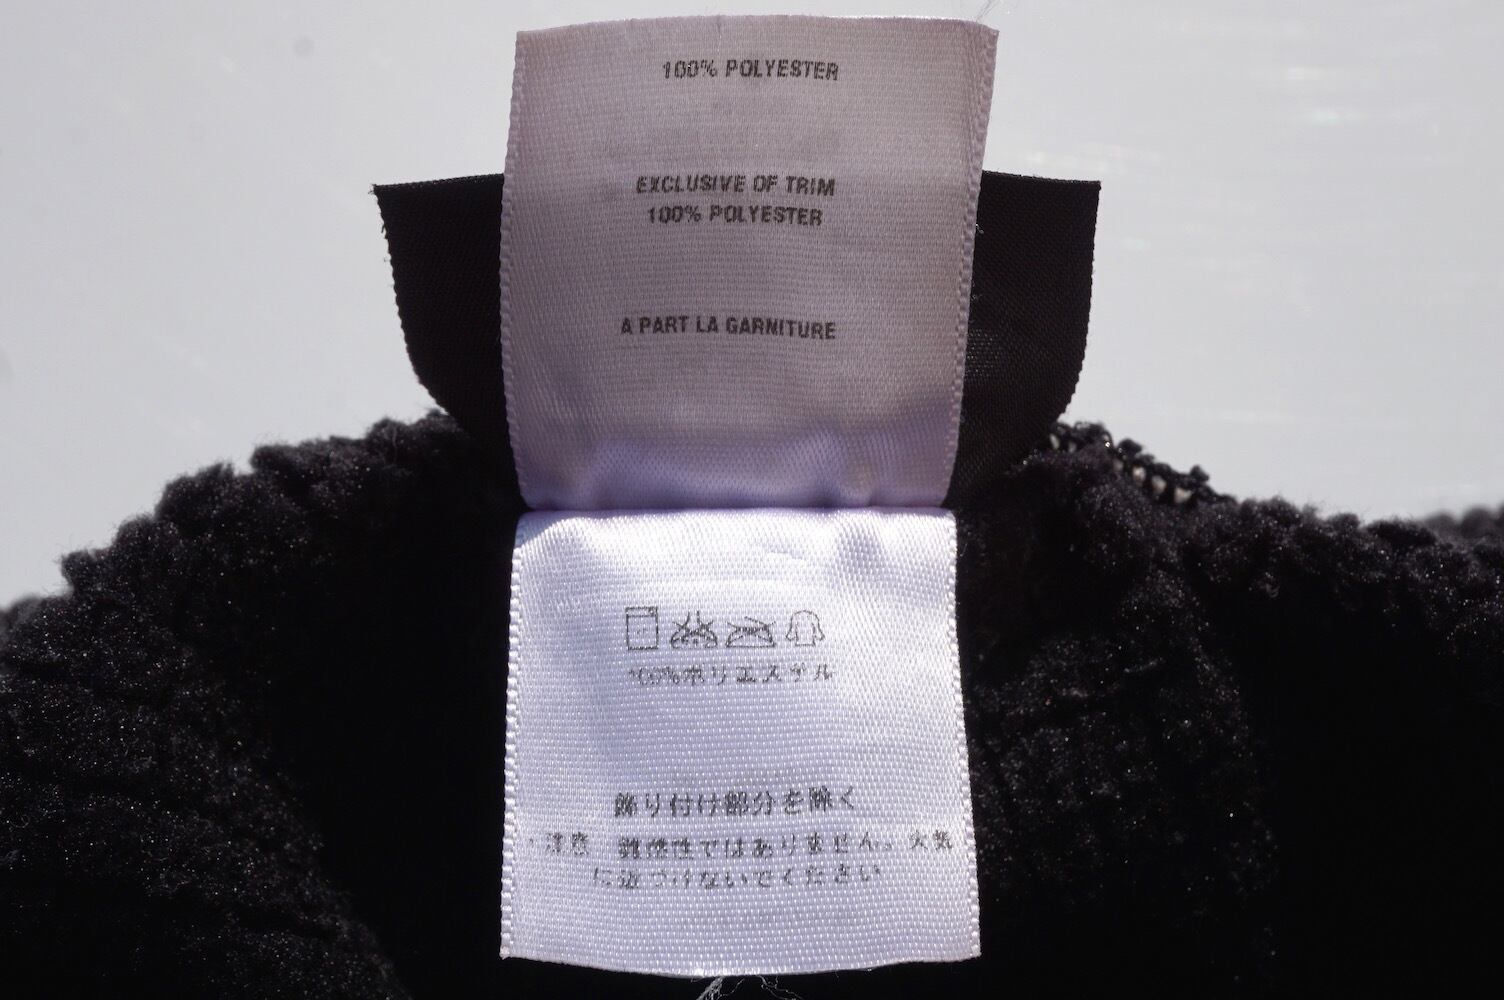 100% POLYESTER
EXCLUSIVE OF TRIM
100% POLYESTER
A PART LA GARNITURE
100%ポリエステル
飾り付け部分を除く
注意 難燃性ではありません。火気
に近づけないでください